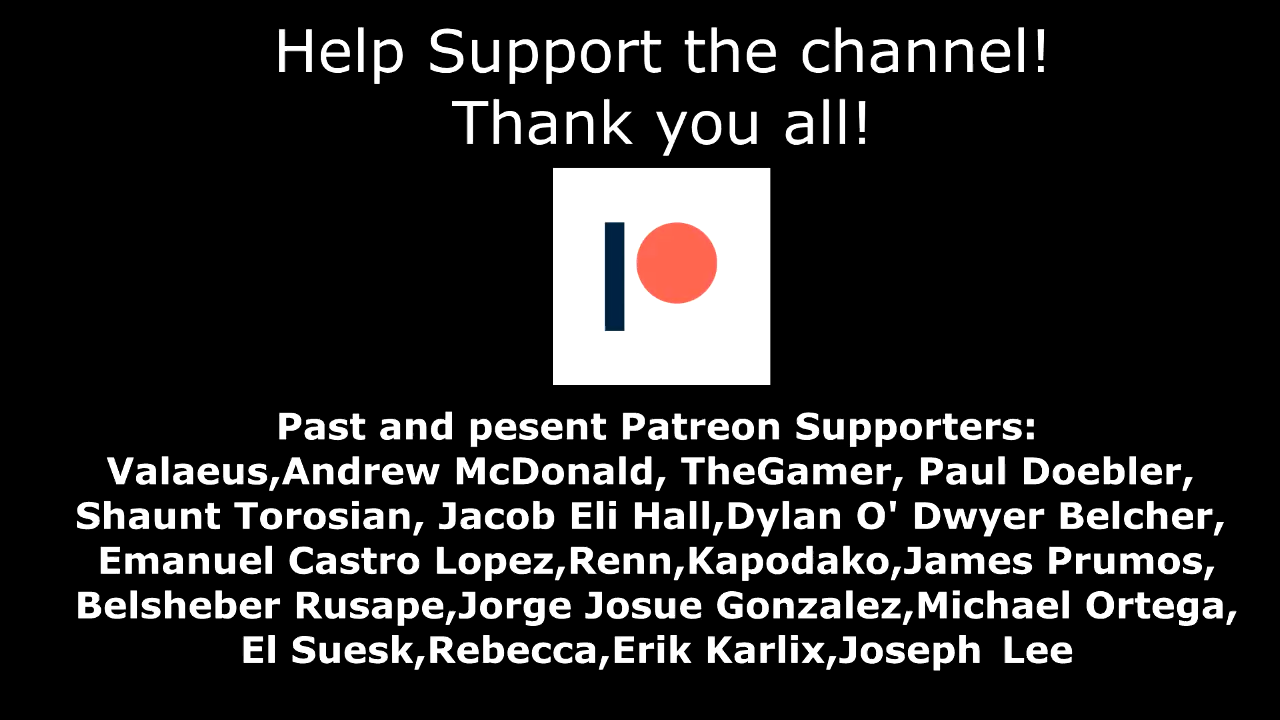 Help Support the channel!
Thank you all!
Past and pesent Patreon Supporters:
Valaeus,Andrew McDonald, TheGamer, Paul Doebler,
Shaunt Torosian, Jacob Eli Hall,Dylan O' Dwyer Belcher,
Emanuel Castro Lopez,Renn,Kapodako,James Prumos,
Belsheber Rusape,Jorge Josue Gonzalez,Michael Ortega,
El Suesk,Rebecca,Erik Karlix,Joseph Lee